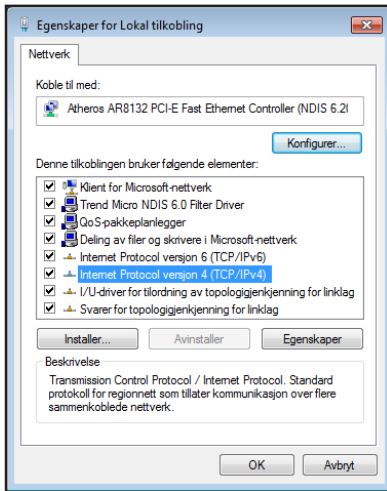 Egenskaper for Lokal tilkobling
Nettverk
Koble til med:
Atheros AR8132 PCI-E Fast Ethernet Controller (NDIS 6.20
Konfigurer...
Denne tilkoblingen bruker følgende elementer:
Klient for Microsoft-nettverk
Trend Micro NDIS 6.0 Filter Driver
QoS-pakkeplanlegger
Deling av filer og skrivere i Microsoft-nettverk
Internet Protocol versjon 6 (TCP/IPv6)
Internet Protocol versjon 4 (TCP/IPv4)
I/U-driver for tilordning av topologigjenkjenning for linklag
Svarer for topologigjenkjenning for linklag
Installer... Avinstaller Egenskaper
Beskrivelse
Transmission Control Protocol / Internet Protocol. Standard
protokoll for regionnett som tillater kommunikasjon over flere
sammenkoblede nettverk.
OK Avbryt